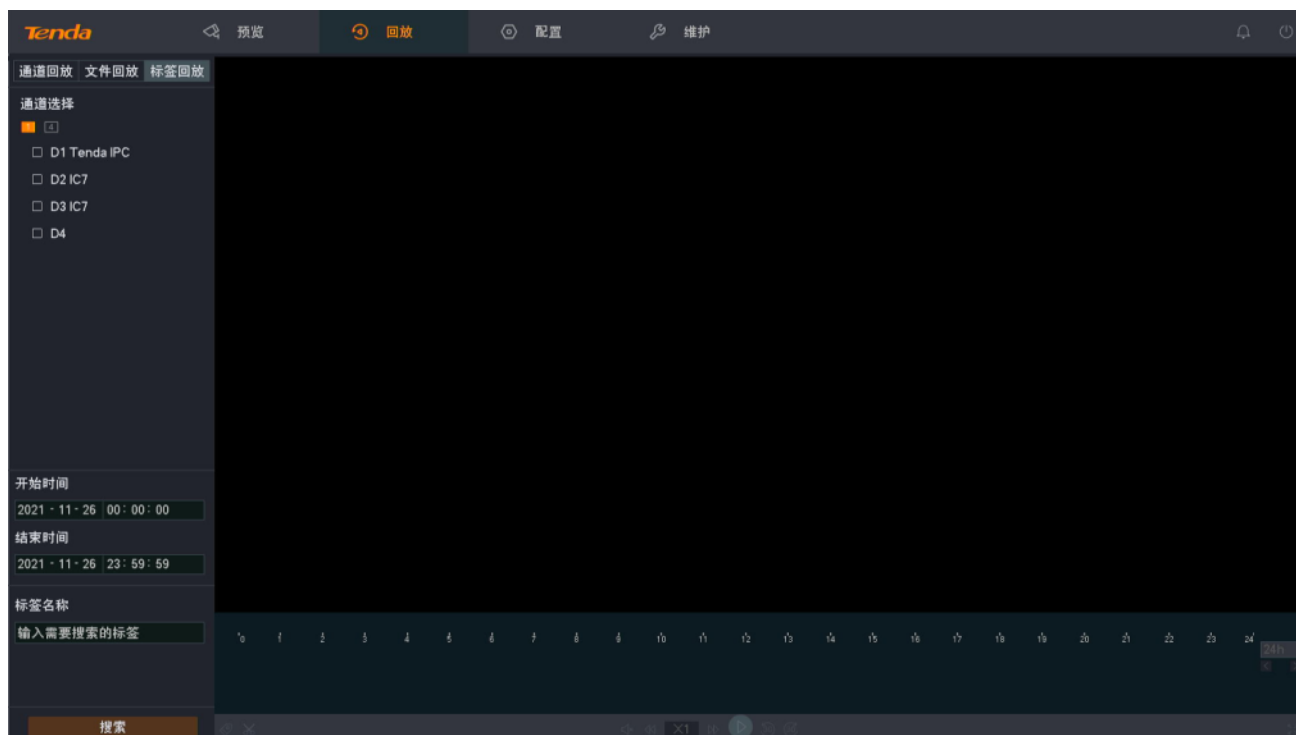 Tenda 预览 回放 配置 维护
通道回放 文件回放 标签回放
通道选择
1 4
D1 Tenda IPC
D2 IC7
D3 IC7
D4
开始时间
2021 - 11 - 26 00 : 00 : 00
结束时间
2021 - 11 - 26 23 : 59 : 59
标签名称
输入需要搜索的标签
0 1 2 3 4 5 6 7 8 9 10 11 12 13 14 15 16 17 18 19 20 21 22 23 24
24h
搜索 X1